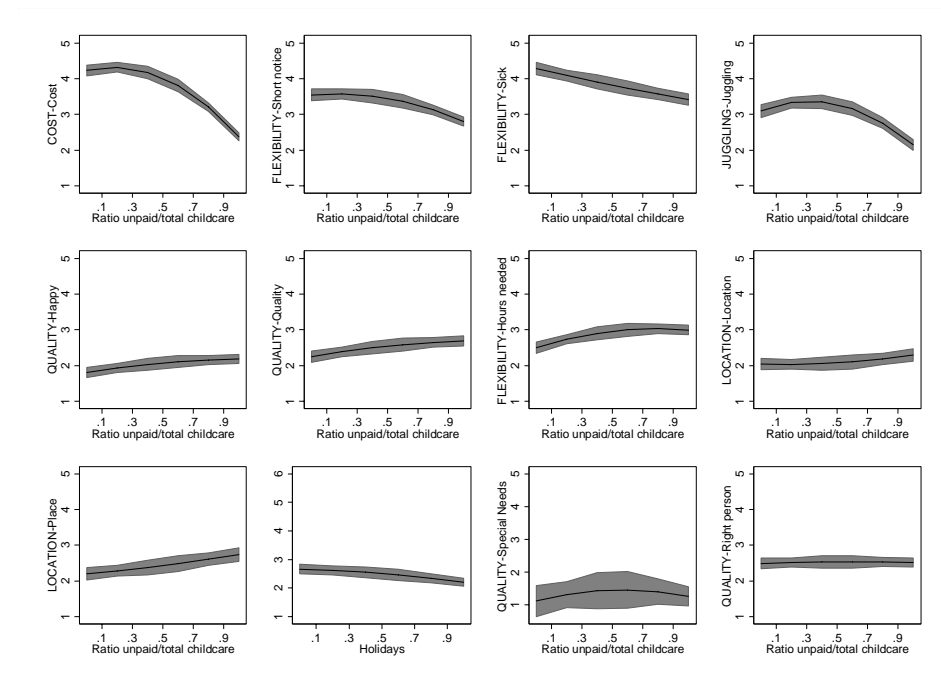 COST-Cost
5
4
3
2
1
.1 .3 .5 .7 .9
Ratio unpaid/total childcare
FLEXIBILITY-Short notice
5
4
3
2
1
.1 .3 .5 .7 .9
Ratio unpaid/total childcare
FLEXIBILITY-Sick
5
4
3
2
1
.1 .3 .5 .7 .9
Ratio unpaid/total childcare
JUGGLING-Juggling
5
4
3
2
1
.1 .3 .5 .7 .9
Ratio unpaid/total childcare
QUALITY-Happy
5
4
3
2
1
.1 .3 .5 .7 .9
Ratio unpaid/total childcare
QUALITY-Quality
5
4
3
2
1
.1 .3 .5 .7 .9
Ratio unpaid/total childcare
FLEXIBILITY-Hours needed
5
4
3
2
1
.1 .3 .5 .7 .9
Ratio unpaid/total childcare
LOCATION-Location
5
4
3
2
1
.1 .3 .5 .7 .9
Ratio unpaid/total childcare
LOCATION-Place
5
4
3
2
1
.1 .3 .5 .7 .9
Ratio unpaid/total childcare
6
5
4
3
2
1
.1 .3 .5 .7 .9
Holidays
QUALITY-Special Needs
5
4
3
2
1
.1 .3 .5 .7 .9
Ratio unpaid/total childcare
QUALITY-Right person
5
4
3
2
1
.1 .3 .5 .7 .9
Ratio unpaid/total childcare